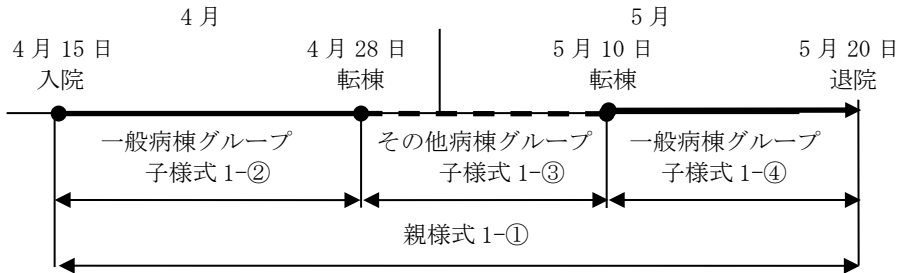 4月 5月
4月15日 4月28日 5月10日 5月20日
入院 転棟 転棟 退院
一般病棟グループ その他病棟グループ 一般病棟グループ
子様式1-② 子様式1-③ 子様式1-④
親様式1-①